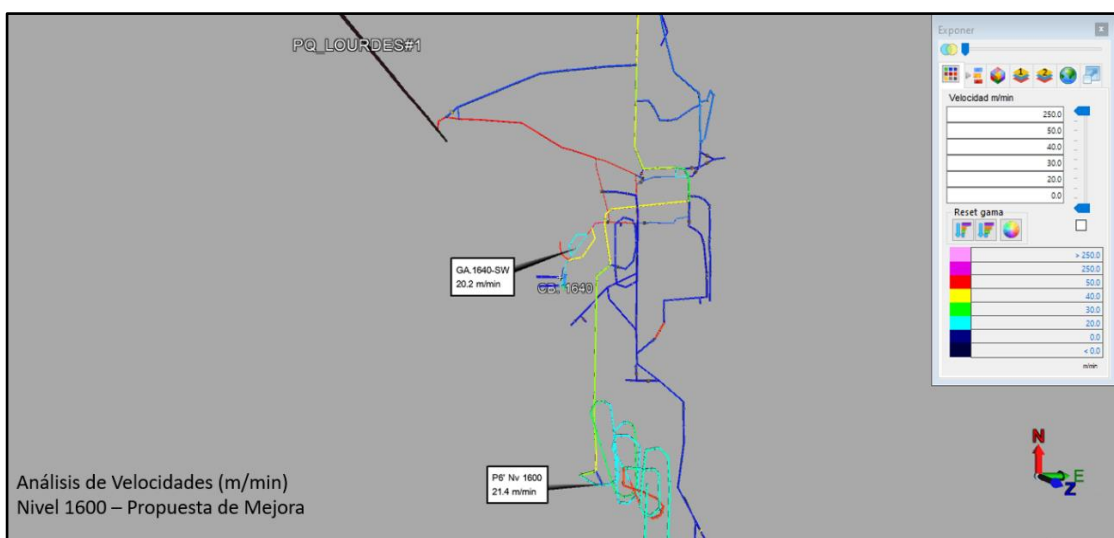 PQ_LOURDES#1
Exponer
x
1
2
Velocidad m/min
250.0
50.0
40.0
30.0
20.0
0.0
Reset gama
> 250.0
250.0
50.0
40.0
30.0
20.0
0.0
< 0.0
m/min
GA.1640-SW
20.2 m/min
CB. 1640
P6' Nv 1600
21.4 m/min
N
E
Z
Análisis de Velocidades (m/min)
Nivel 1600 – Propuesta de Mejora